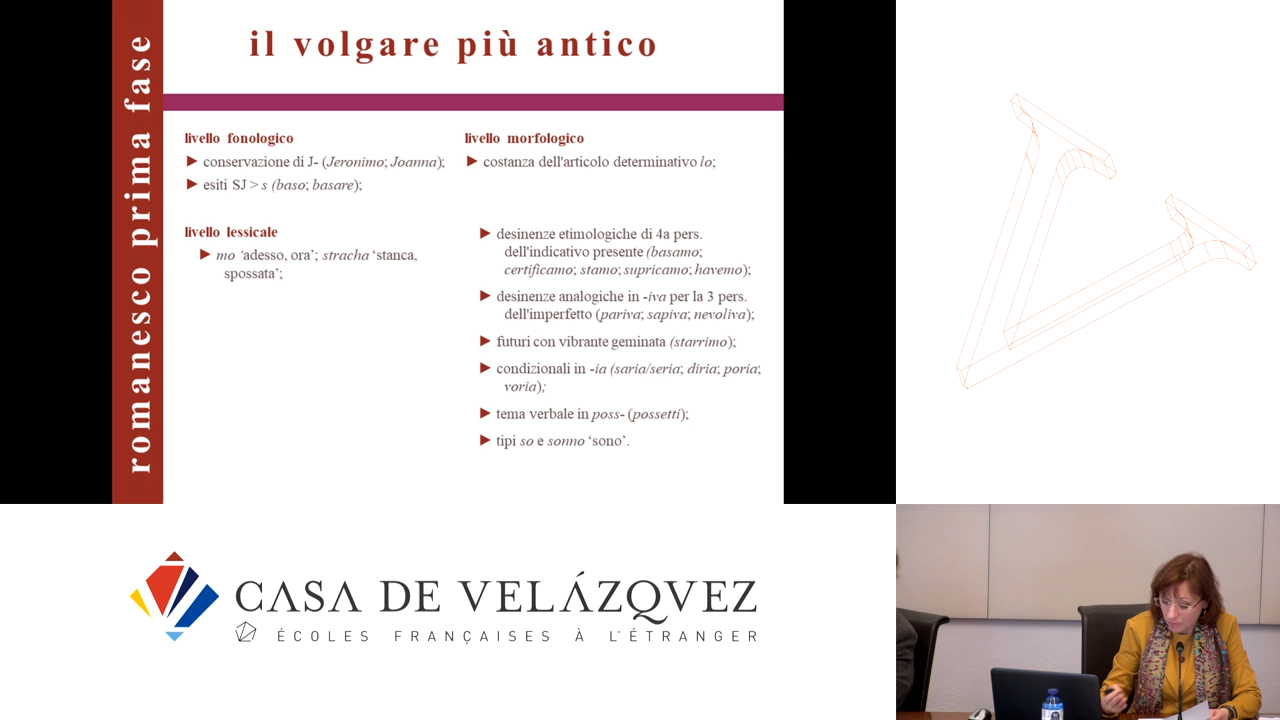 romanesco prima fase
il volgare più antico
livello fonologico
► conservazione di J- (Jeronimo; Joanna);
► esiti SJ > s (baso; basare);
livello lessicale
► mo ‘adesso, ora’; stracha ‘stanca,
spossata’;
livello morfologico
► costanza dell'articolo determinativo lo;
► desinenze etimologiche di 4a pers.
dell'indicativo presente (basamo;
certificamo; stamo; supricamo; havemo);
► desinenze analogiche in -iva per la 3 pers.
dell'imperfetto (pariva; sapiva; nevoliva);
► futuri con vibrante geminata (starrimo);
► condizionali in -ia (saria/seria; diria; poria;
voria);
► tema verbale in poss- (possetti);
► tipi so e sonno ‘sono’.
CASA DE VELÁZQVEZ
ÉCOLES FRANÇAISES À L'ÉTRANGER